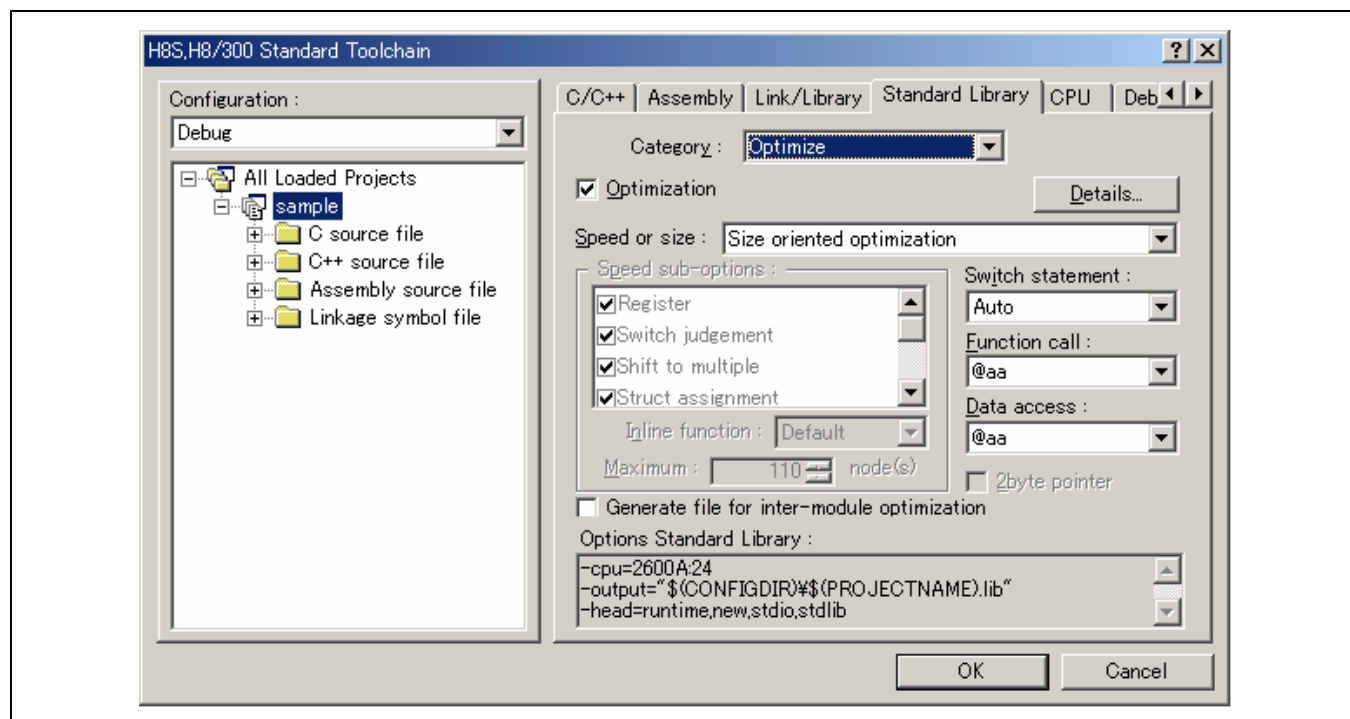 H8S,H8/300 Standard Toolchain
Configuration :
Debug
All Loaded Projects
sample
C source file
C++ source file
Assembly source file
Linkage symbol file
C/C++ Assembly Link/Library Standard Library CPU Deb
Category : Optimize
Optimization
Details...
Speed or size : Size oriented optimization
Speed sub-options :
Register
Switch judgement
Shift to multiple
Struct assignment
Inline function : Default
Maximum : 110 node(s)
Switch statement :
Auto
Function call :
@aa
Data access :
@aa
2byte pointer
Generate file for inter-module optimization
Options Standard Library :
-cpu=2600A:24
-output="$(CONFIGDIR)¥$(PROJECTNAME).lib"
-head=runtime,new,stdio,stdlib
OK Cancel